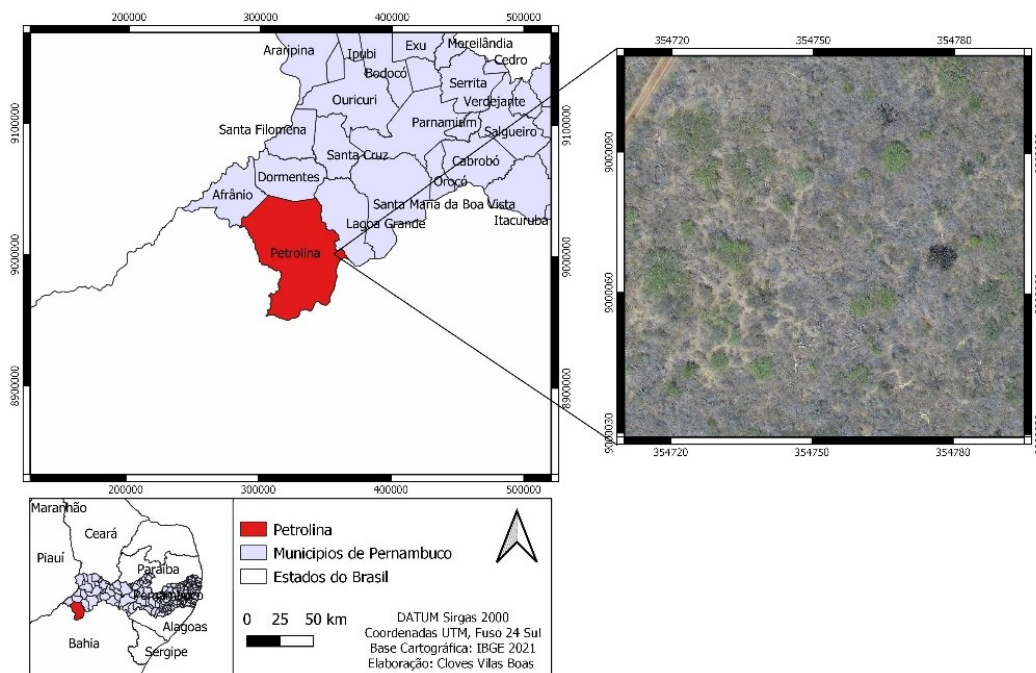 200000 300000 400000 500000
Araripina Ipubi Exu Moreilândia
Bodocó Cedro
Ouricuri Serrita
Verdejante
9100000 Santa Filomena Parnamirim Salgueiro 9100000
Santa Cruz Cabrobó
Afrânio Dormentes Orocó
Santa Maria da Boa Vista
Lagoa Grande Itacuruba
9000000 Petrolina 9000000
8900000 8900000
200000 300000 400000 500000
354720 354750 354780
9000090 9000090
9000060 9000060
9000030 9000030
354720 354750 354780
Maranhão
Ceará
Piauí
Paraíba
Pernambuco
Alagoas
Bahia
Sergipe
Petrolina
Municipios de Pernambuco
Estados do Brasil
0 25 50 km
DATUM Sirgas 2000
Coordenadas UTM, Fuso 24 Sul
Base Cartográfica: IBGE 2021
Elaboração: Cloves Vilas Boas